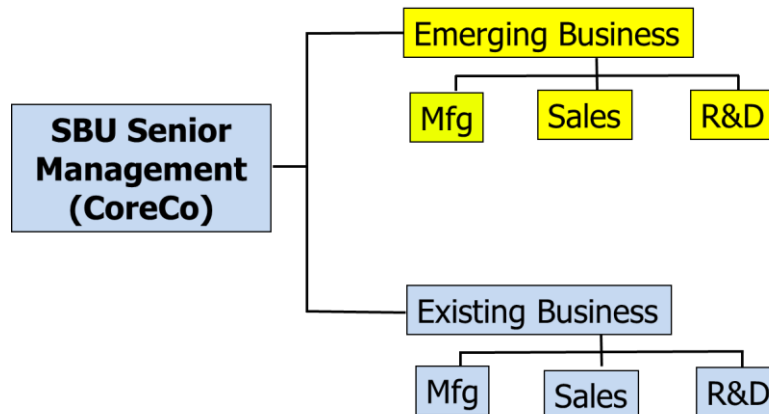 Emerging Business
Mfg Sales R&D
SBU Senior
Management
(CoreCo)
Existing Business
Mfg Sales R&D